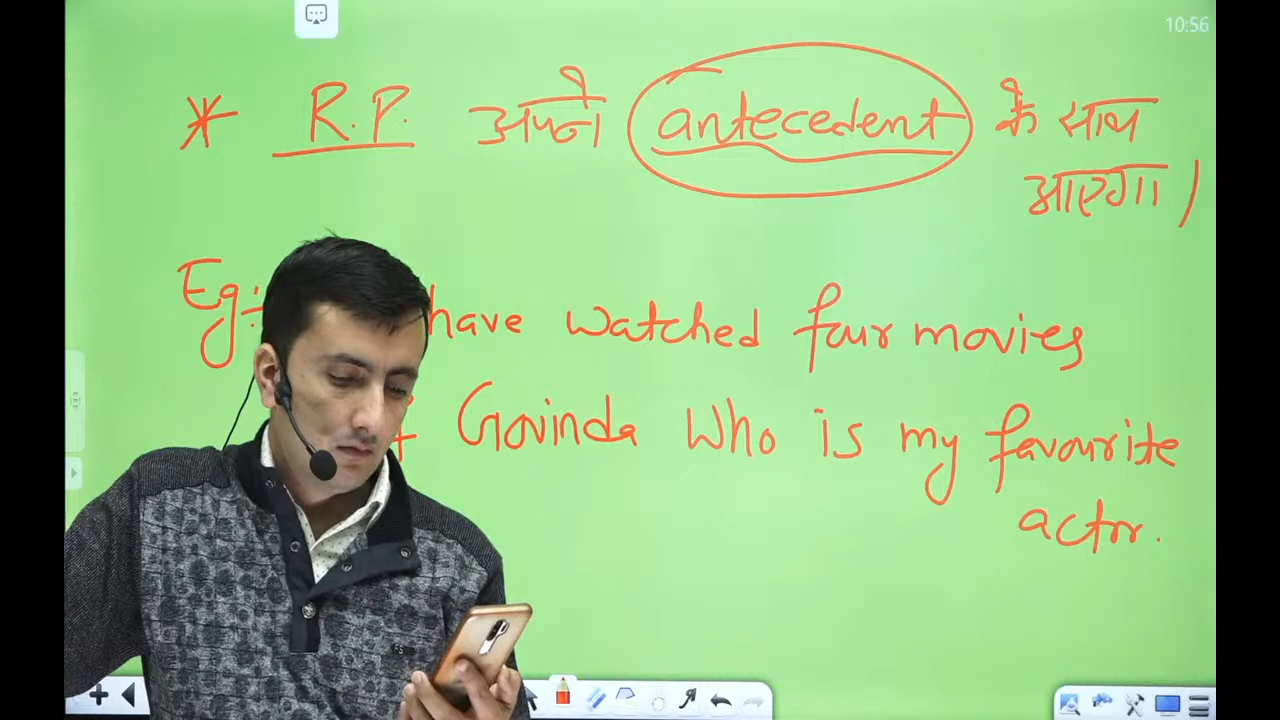 10:56
* R.P. अपने antecedent के साथ
आएगा।
Eg:- have watched four movies
Govinda Who is my favourite
actor.